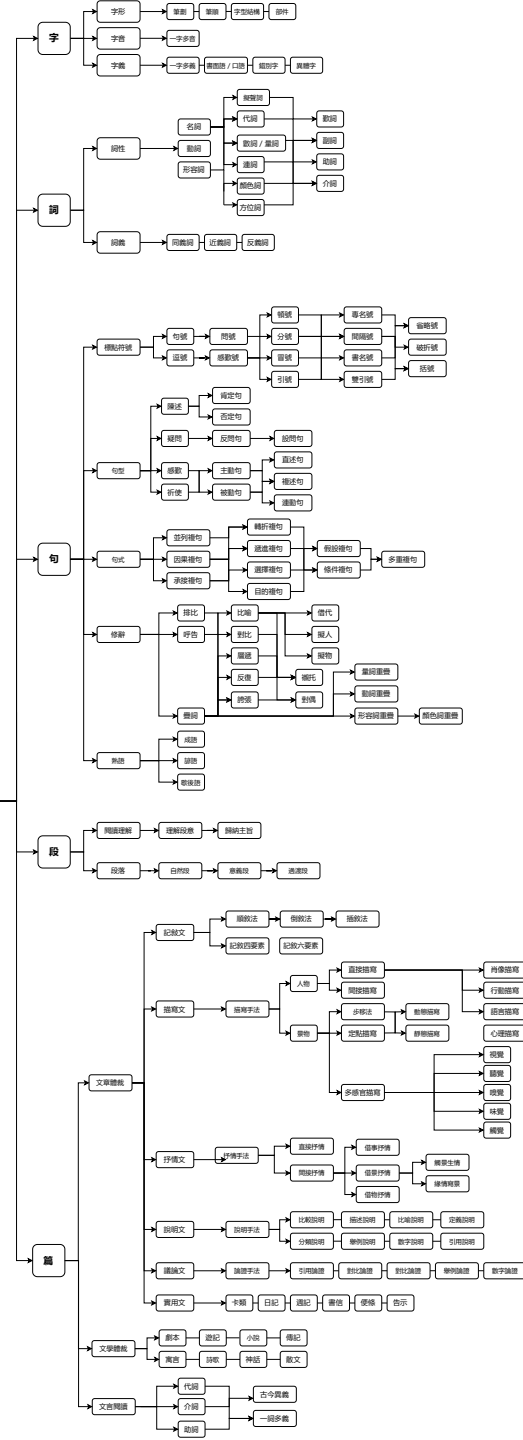 字
字形
筆劃
筆順
字型結構
部件
字音
一字多音
字義
一字多義
書面語 / 口語
錯別字
異體字
詞
詞性
名詞
動詞
形容詞
擬聲詞
代詞
數詞 / 量詞
連詞
顏色詞
方位詞
歎詞
副詞
助詞
介詞
詞義
同義詞
近義詞
反義詞
句
標點符號
句號
逗號
問號
感歎號
頓號
分號
冒號
引號
專名號
間隔號
書名號
雙引號
省略號
破折號
括號
句型
陳述
肯定句
否定句
疑問
反問句
設問句
感歎
祈使
主動句
被動句
直述句
複述句
連動句
句式
並列複句
因果複句
承接複句
轉折複句
遞進複句
選擇複句
目的複句
假設複句
條件複句
多重複句
修辭
排比
呼告
疊詞
比喻
對比
層遞
反復
誇張
借代
擬人
擬物
襯托
對偶
量詞重疊
動詞重疊
形容詞重疊
顏色詞重疊
熟語
成語
諺語
歇後語
段
閱讀理解
理解段意
歸納主旨
段落
自然段
意義段
過渡段
篇
文章體裁
記敍文
順敘法
倒敘法
插敘法
記敘四要素
記敘六要素
描寫文
描寫手法
人物
直接描寫
間接描寫
肖像描寫
行動描寫
語言描寫
心理描寫
景物
步移法
定點描寫
動態描寫
靜態描寫
多感官描寫
視覺
聽覺
嗅覺
味覺
觸覺
抒情文
抒情手法
直接抒情
間接抒情
借事抒情
借景抒情
借物抒情
觸景生情
緣情寫景
說明文
說明手法
比較說明
描述說明
比喻說明
定義說明
分類說明
舉例說明
數字說明
引用說明
議論文
論證手法
引用論證
對比論證
對比論證
舉例論證
數字論證
實用文
卡類
日記
週記
書信
便條
告示
文學體裁
劇本
遊記
小說
傳記
寓言
詩歌
神話
散文
文言閱讀
代詞
介詞
助詞
古今異義
一詞多義